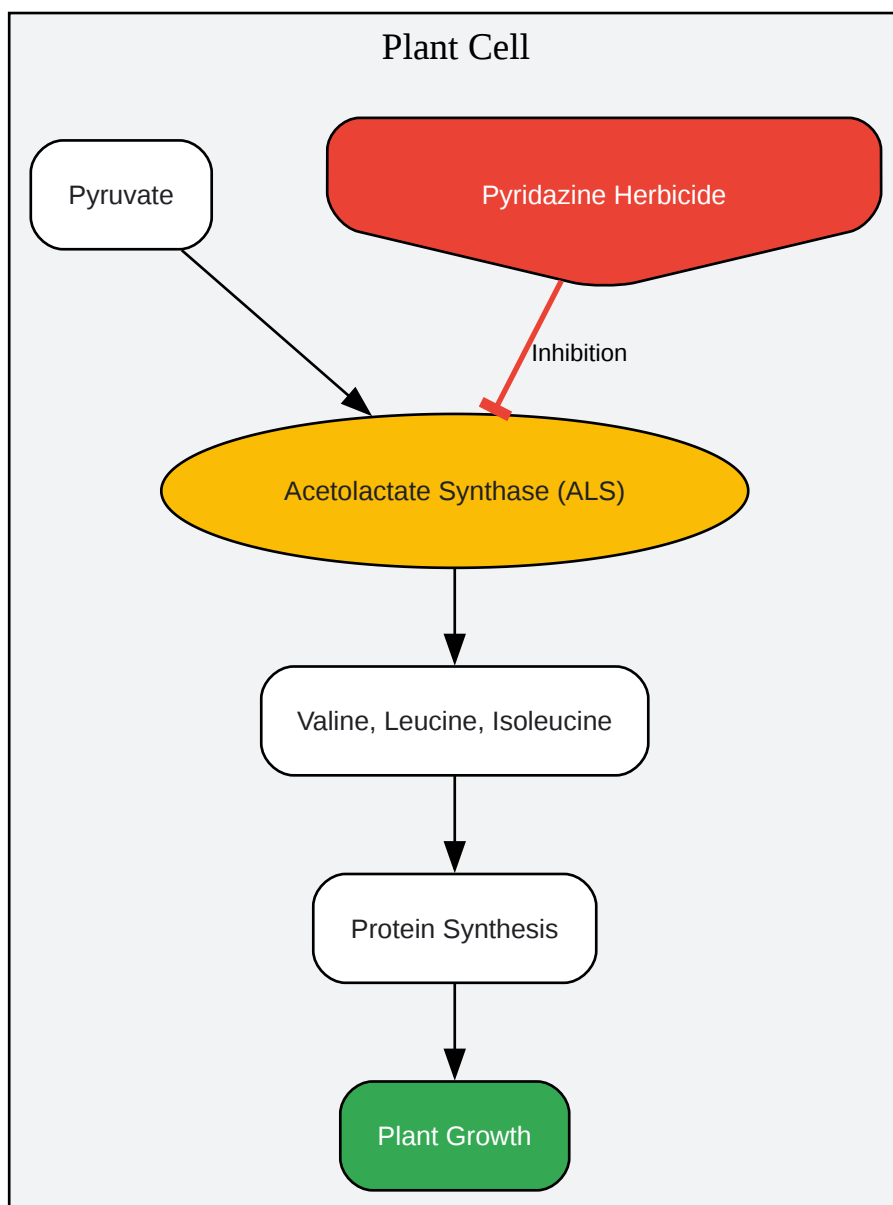 Plant Cell
Pyruvate
Pyridazine Herbicide
Inhibition
Acetolactate Synthase (ALS)
Valine, Leucine, Isoleucine
Protein Synthesis
Plant Growth